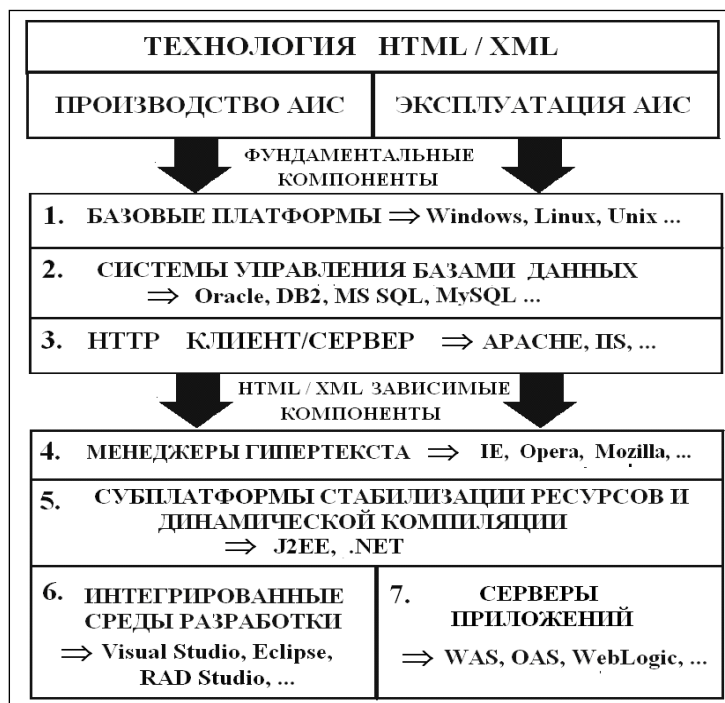 ТЕХНОЛОГИЯ HTML / XML
ПРОИЗВОДСТВО АИС
ЭКСПЛУАТАЦИЯ АИС
ФУНДАМЕНТАЛЬНЫЕ
КОМПОНЕНТЫ
1. БАЗОВЫЕ ПЛАТФОРМЫ ⇒ Windows, Linux, Unix ...
2. СИСТЕМЫ УПРАВЛЕНИЯ БАЗАМИ ДАННЫХ
⇒ Oracle, DB2, MS SQL, MySQL ...
3. HTTP КЛИЕНТ/СЕРВЕР ⇒ APACHE, IIS, ...
HTML / XML ЗАВИСИМЫЕ
КОМПОНЕНТЫ
4. МЕНЕДЖЕРЫ ГИПЕРТЕКСТА ⇒ IE, Opera, Mozilla, ...
5. СУБПЛАТФОРМЫ СТАБИЛИЗАЦИИ РЕСУРСОВ И
ДИНАМИЧЕСКОЙ КОМПИЛЯЦИИ
⇒ J2EE, .NET
6. ИНТЕГРИРОВАННЫЕ
СРЕДЫ РАЗРАБОТКИ
⇒ Visual Studio, Eclipse,
RAD Studio, ...
7. СЕРВЕРЫ
ПРИЛОЖЕНИЙ
⇒ WAS, OAS, WebLogic, ...